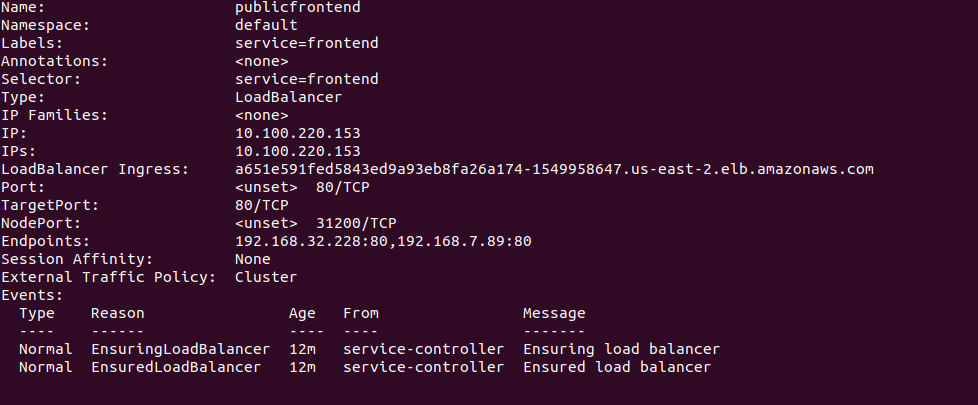 Name:                     publicfrontend
Namespace:                default
Labels:                   service=frontend
Annotations:              <none>
Selector:                 service=frontend
Type:                     LoadBalancer
IP Families:              <none>
IP:                       10.100.220.153
IPs:                      10.100.220.153
LoadBalancer Ingress:     a651e591fed5843ed9a93eb8fa26a174-1549958647.us-east-2.elb.amazonaws.com
Port:                     <unset>  80/TCP
TargetPort:               80/TCP
NodePort:                 <unset>  31200/TCP
Endpoints:                192.168.32.228:80,192.168.7.89:80
Session Affinity:         None
External Traffic Policy:  Cluster
Events:
  Type    Reason                Age   From                Message
  ----    ------                ----  ----                -------
  Normal  EnsuringLoadBalancer  12m   service-controller  Ensuring load balancer
  Normal  EnsuredLoadBalancer   12m   service-controller  Ensured load balancer